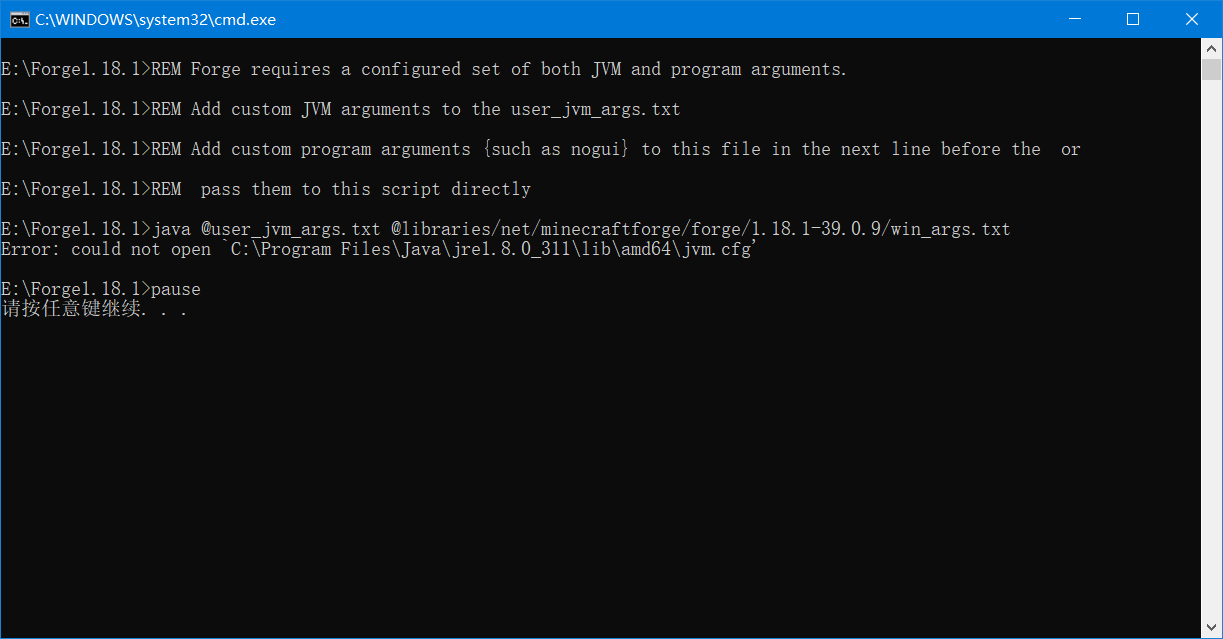 C:\WINDOWS\system32\cmd.exe
E:\Forge1.18.1>REM Forge requires a configured set of both JVM and program arguments.
E:\Forge1.18.1>REM Add custom JVM arguments to the user_jvm_args.txt
E:\Forge1.18.1>REM Add custom program arguments {such as nogui} to this file in the next line before the  or
E:\Forge1.18.1>REM  pass them to this script directly
E:\Forge1.18.1>java @user_jvm_args.txt @libraries/net/minecraftforge/forge/1.18.1-39.0.9/win_args.txt
Error: could not open `C:\Program Files\Java\jre1.8.0_311\lib\amd64\jvm.cfg'
E:\Forge1.18.1>pause
请按任意键继续. . .